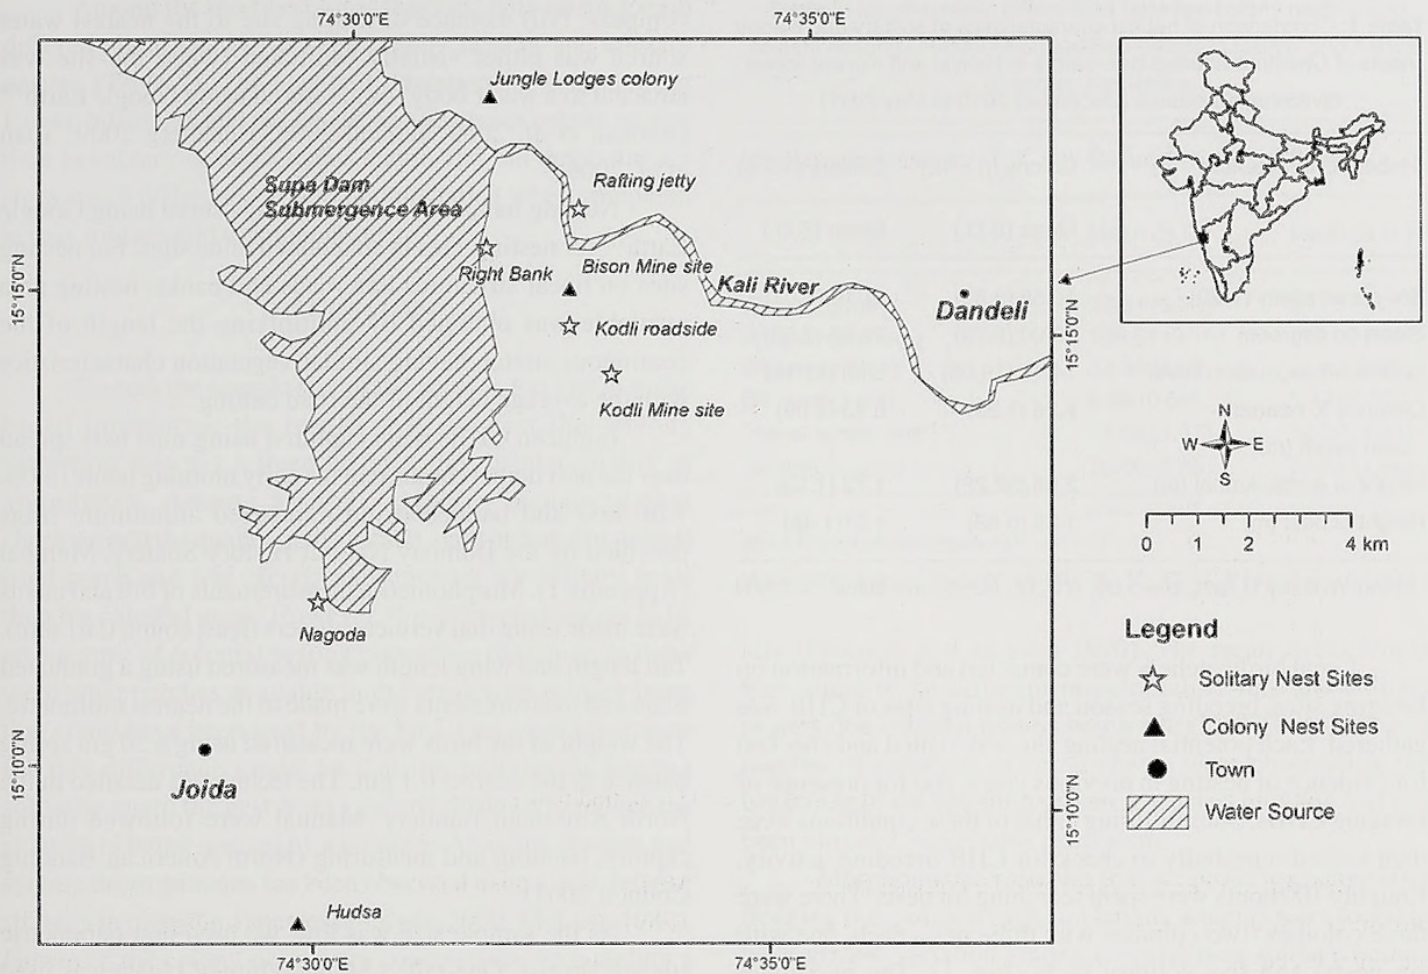 74°30'0"E
74°35'0"E
Jungle Lodges colony
Supa Dam
Submergence Area
Rafting jetty
Right Bank
Bison Mine site
Kali River
Dandeli
Kodli roadside
Kodli Mine site
15°15'0"N
15°15'0"N
N
W
E
S
0
1
2
4 km
Nagoda
Legend
Solitary Nest Sites
Colony Nest Sites
Town
Water Source
Joida
15°10'0"N
15°10'0"N
Hudsa
74°30'0"E
74°35'0"E